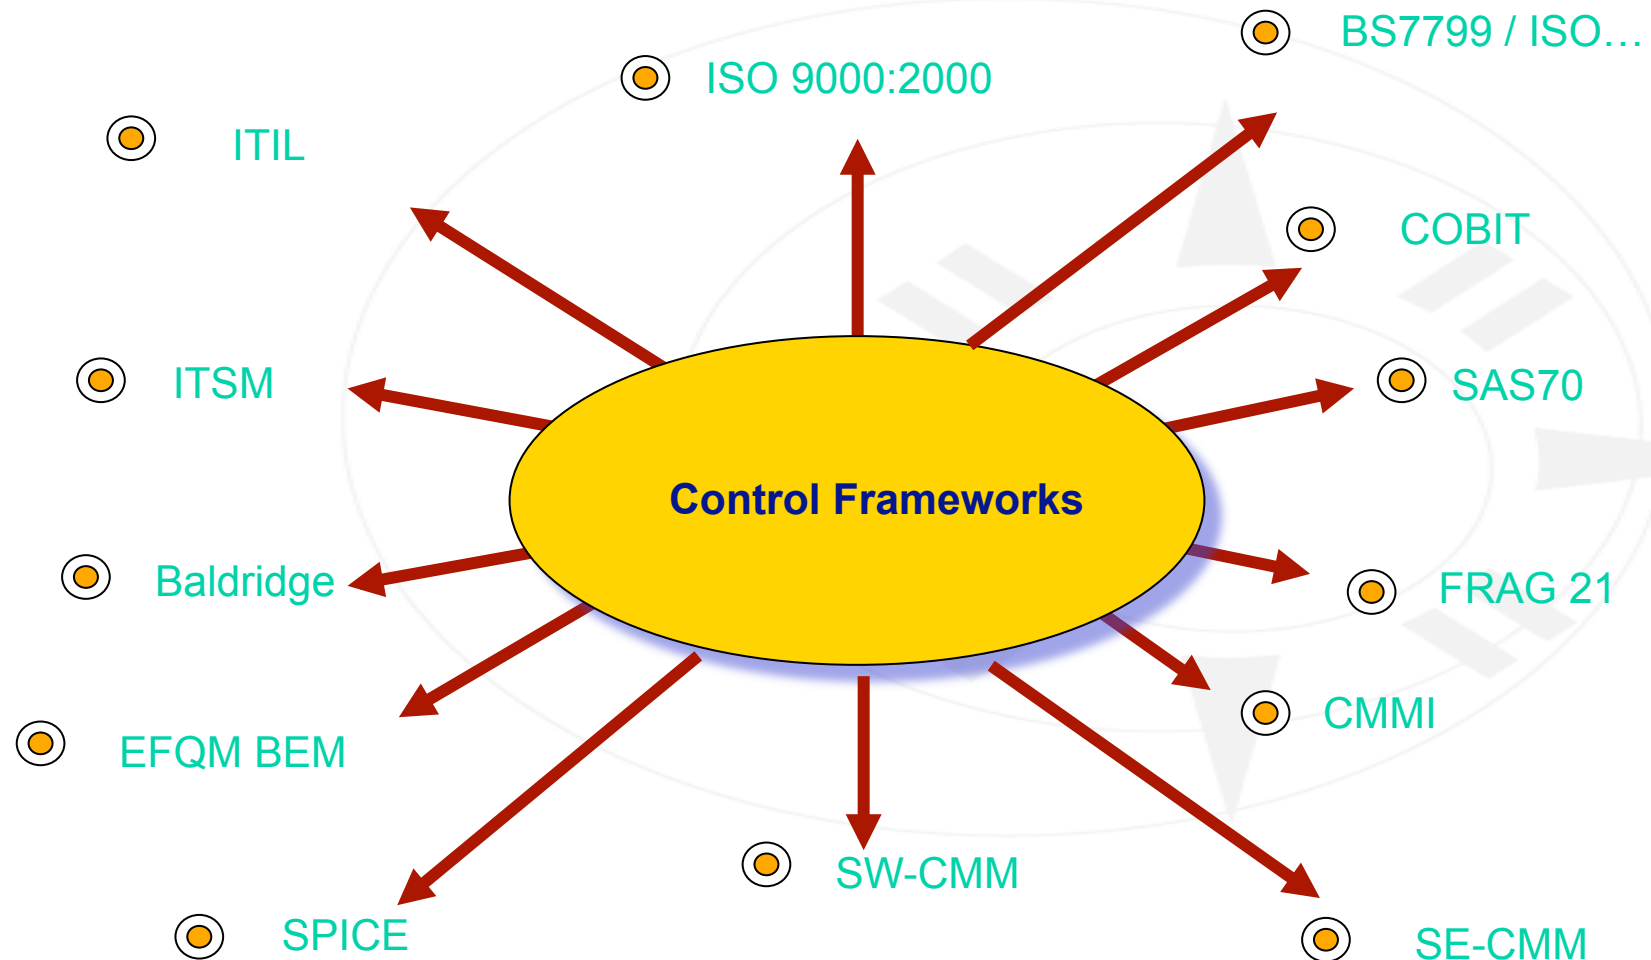 BS7799 / ISO…
ISO 9000:2000
ITIL
COBIT
ITSM
SAS70
Control Frameworks
Baldridge
FRAG 21
CMMI
EFQM BEM
SW-CMM
SPICE
SE-CMM